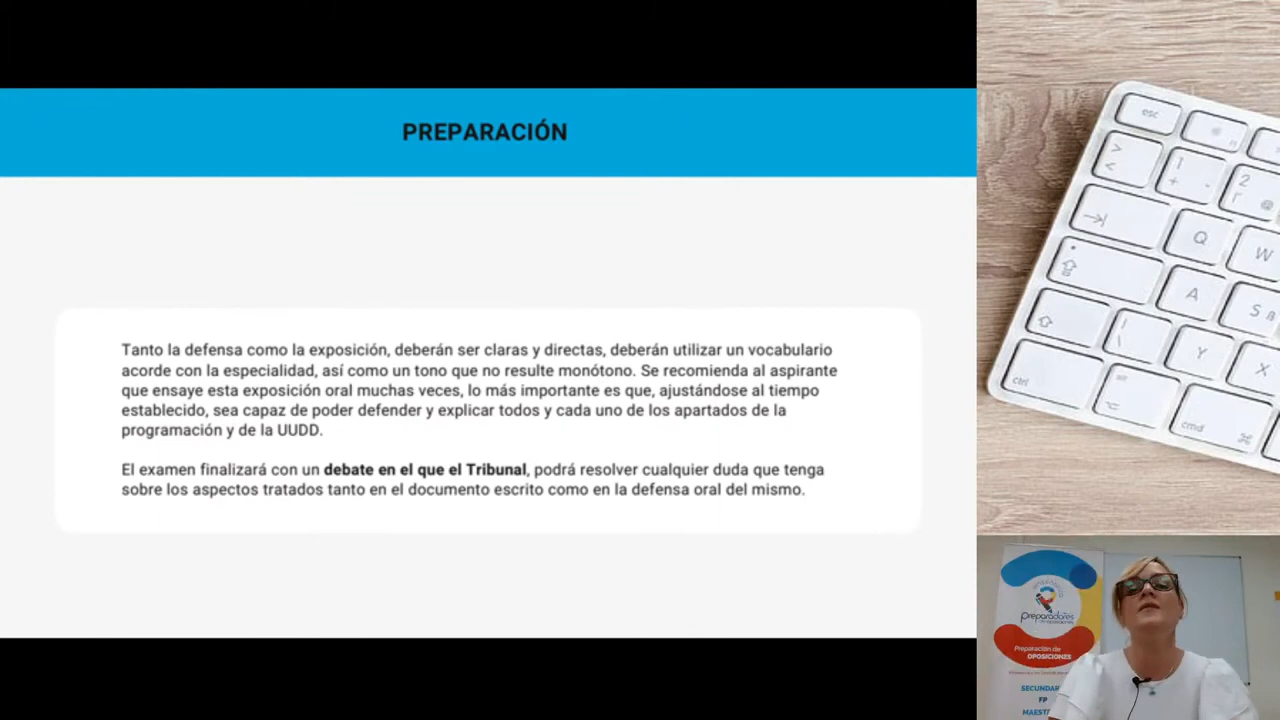 PREPARACIÓN
Tanto la defensa como la exposición, deberán ser claras y directas, deberán utilizar un vocabulario
acorde con la especialidad, así como un tono que no resulte monótono. Se recomienda al aspirante
que ensaye esta exposición oral muchas veces, lo más importante es que, ajustándose al tiempo
establecido, sea capaz de poder defender y explicar todos y cada uno de los apartados de la
programación y de la UUDD.
El examen finalizará con un debate en el que el Tribunal, podrá resolver cualquier duda que tenga
sobre los aspectos tratados tanto en el documento escrito como en la defensa oral del mismo.
esc
> <
1 + -
2 @
Q
W
A
S
Y
X
ctrl
alt
cmd
preparadores
Preparación de
OPOSICIONES
SECUNDAR
FP
MAEST